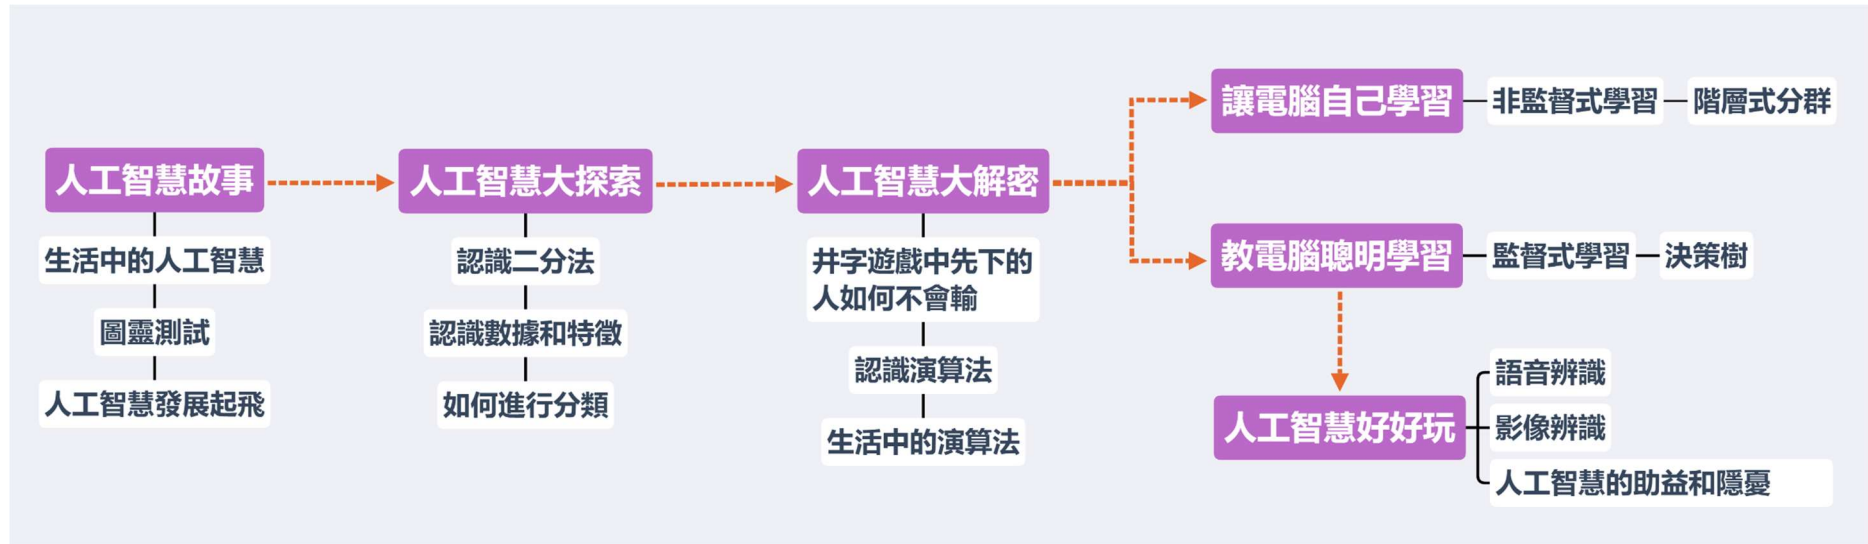 人工智慧故事
生活中的人工智慧
圖靈測試
人工智慧發展起飛
人工智慧大探索
認識二分法
認識數據和特徵
如何進行分類
人工智慧大解密
井字遊戲中先下的
人如何不會輸
認識演算法
生活中的演算法
讓電腦自己學習
非監督式學習
階層式分群
教電腦聰明學習
監督式學習
決策樹
人工智慧好好玩
語音辨識
影像辨識
人工智慧的助益和隱憂